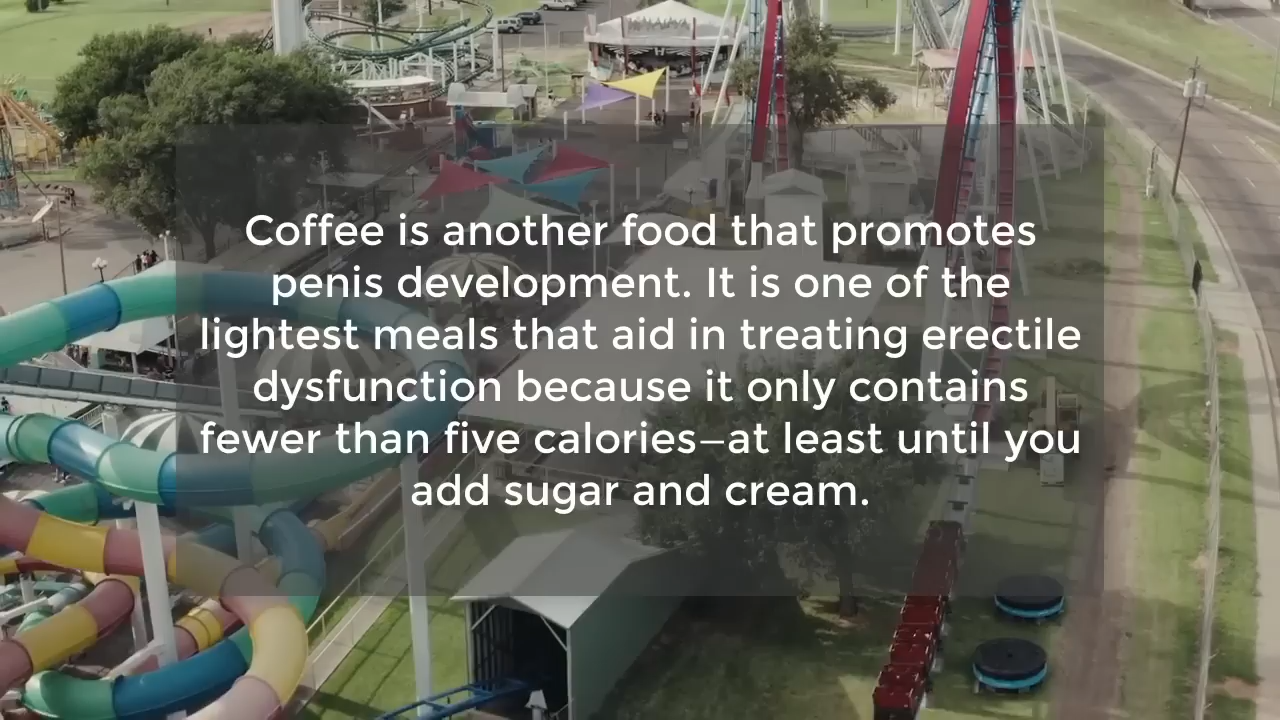 Coffee is another food that promotes
penis development. It is one of the
lightest meals that aid in treating erectile
dysfunction because it only contains
fewer than five calories—at least until you
add sugar and cream.